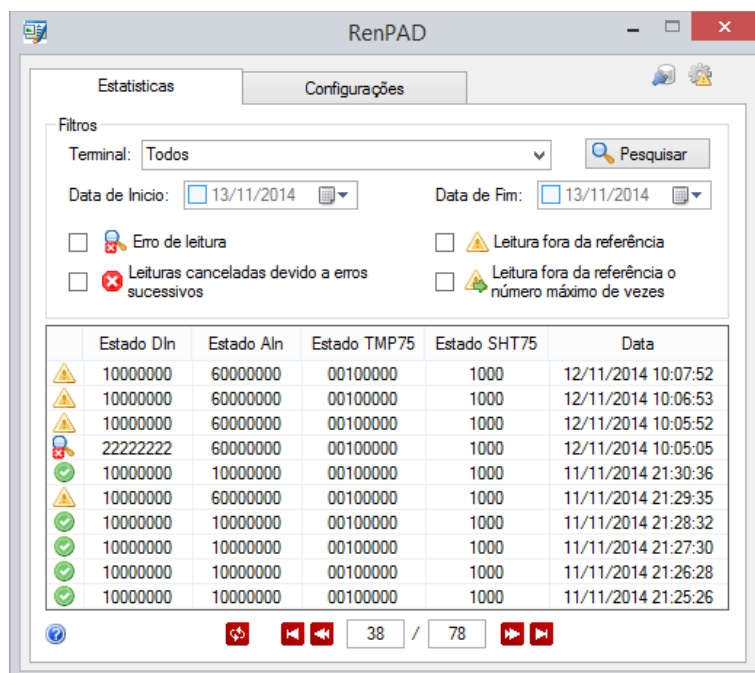 RenPAD
Estatisticas
Configurações
Filtros
Terminal: Todos
Pesquisar
Data de Inicio: 13/11/2014
Data de Fim: 13/11/2014
Erro de leitura
Leitura fora da referência
Leituras canceladas devido a erros
sucessivos
Leitura fora da referência o
número máximo de vezes
Estado DIn Estado AIn Estado TMP75 Estado SHT75 Data
10000000 60000000 00100000 1000 12/11/2014 10:07:52
10000000 60000000 00100000 1000 12/11/2014 10:06:53
10000000 60000000 00100000 1000 12/11/2014 10:05:52
22222222 60000000 00100000 1000 12/11/2014 10:05:05
10000000 10000000 00100000 1000 11/11/2014 21:30:36
10000000 60000000 00100000 1000 11/11/2014 21:29:35
10000000 10000000 00100000 1000 11/11/2014 21:28:32
10000000 10000000 00100000 1000 11/11/2014 21:27:30
10000000 10000000 00100000 1000 11/11/2014 21:26:28
10000000 10000000 00100000 1000 11/11/2014 21:25:26
38 / 78